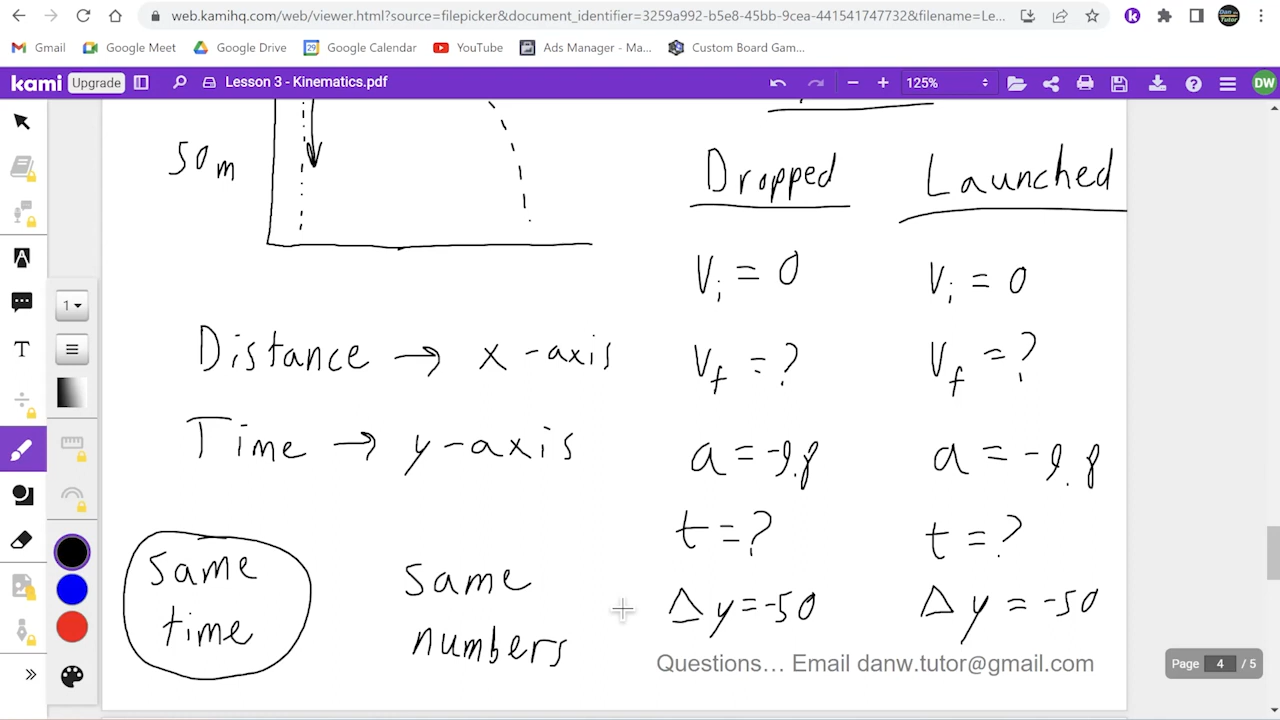 web.kamihq.com/web/viewer.html?source=filepicker&document_identifier=3259a992-b5e8-45bb-92ea-441541747732&filename=Le...
Gmail Google Meet Google Drive Google Calendar YouTube Ads Manager - Ma... Custom Board Gam...
kami Upgrade Lesson 3 - Kinematics.pdf 125% DW
50m
Dropped Launched
Vi = 0 Vi = 0
Distance → x-axis
Vf = ? Vf = ?
Time → y-axis
a = -9.8 a = -9.8
t = ? t = ?
same time
same numbers
Δy = -50 Δy = -50
Questions... Email danw.tutor@gmail.com
Page 4 / 5
1
T